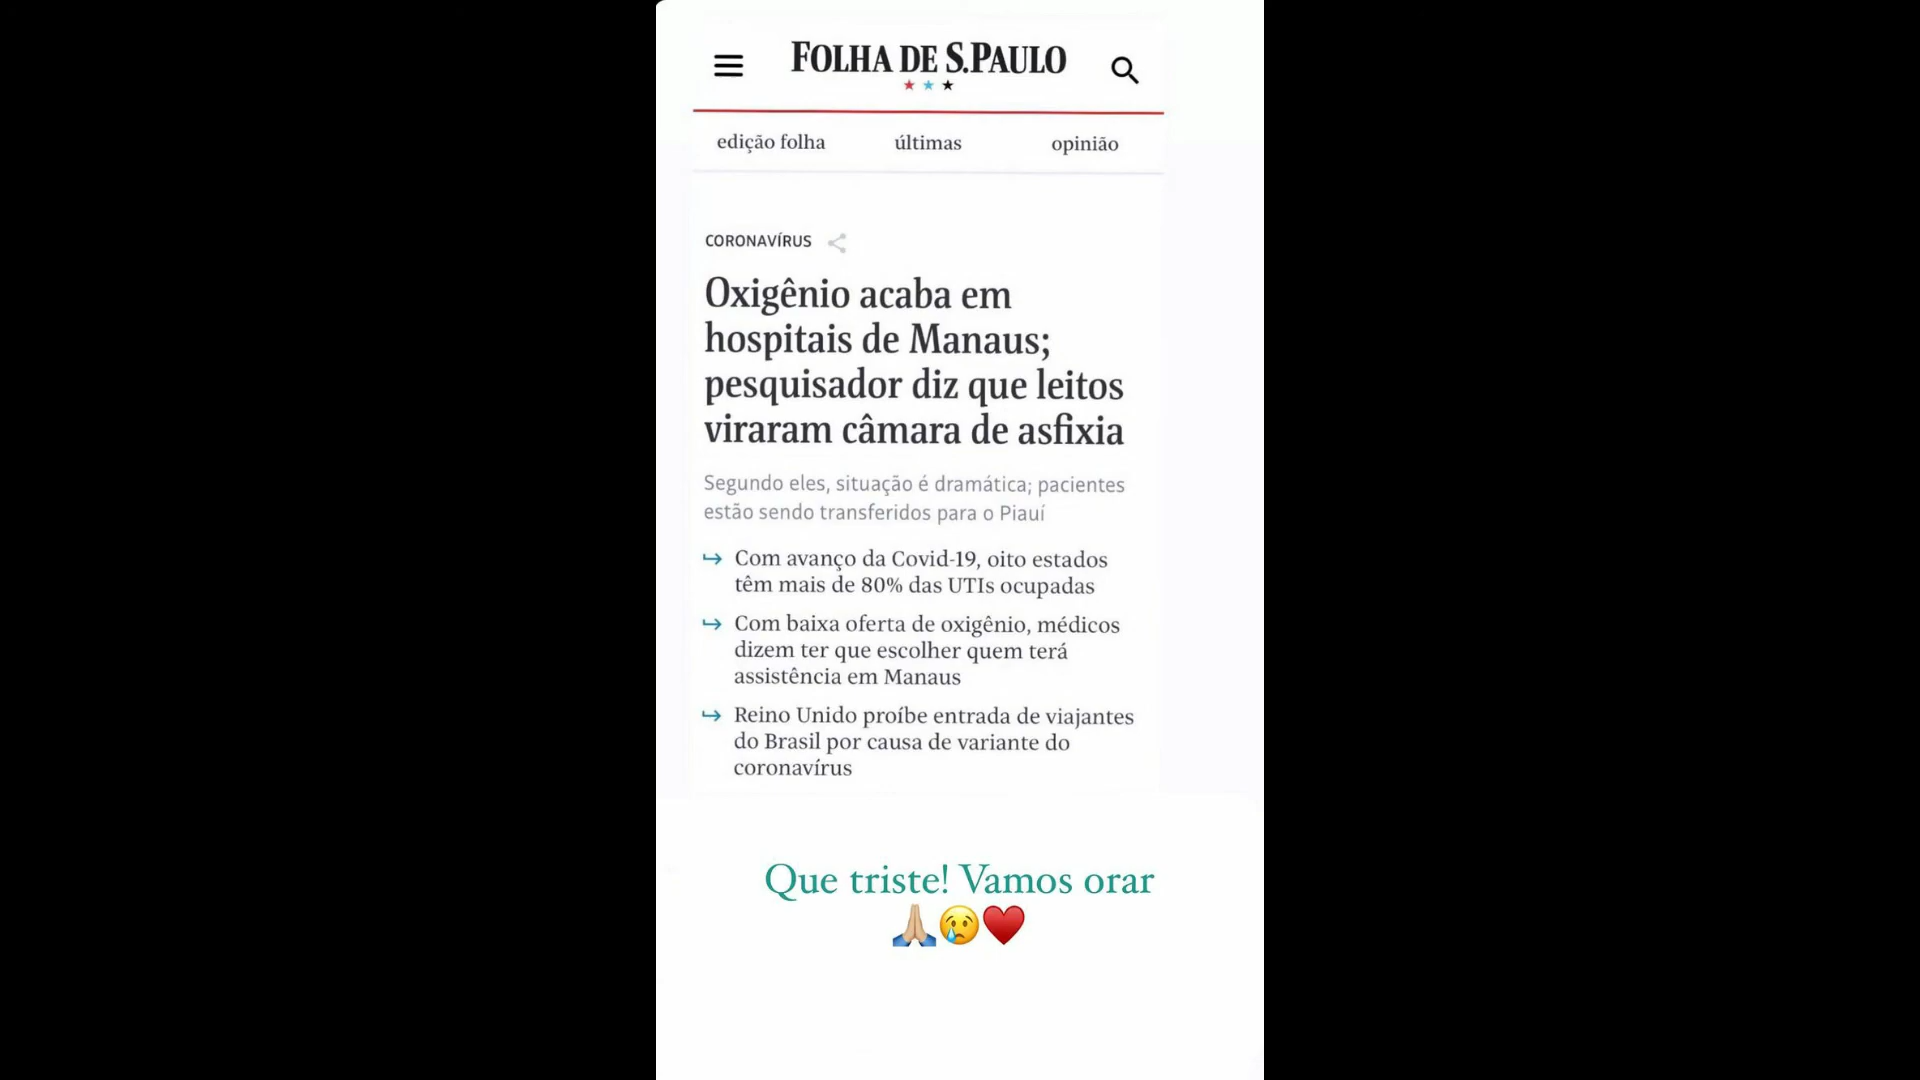 FOLHA DE S.PAULO
edição folha últimas opinião
CORONAVÍRUS
Oxigênio acaba em
hospitais de Manaus;
pesquisador diz que leitos
viraram câmara de asfixia
Segundo eles, situação é dramática; pacientes
estão sendo transferidos para o Piauí
Com avanço da Covid-19, oito estados
têm mais de 80% das UTIs ocupadas
Com baixa oferta de oxigênio, médicos
dizem ter que escolher quem terá
assistência em Manaus
Reino Unido proíbe entrada de viajantes
do Brasil por causa de variante do
coronavírus
Que triste! Vamos orar
🙏🏼😢♥️